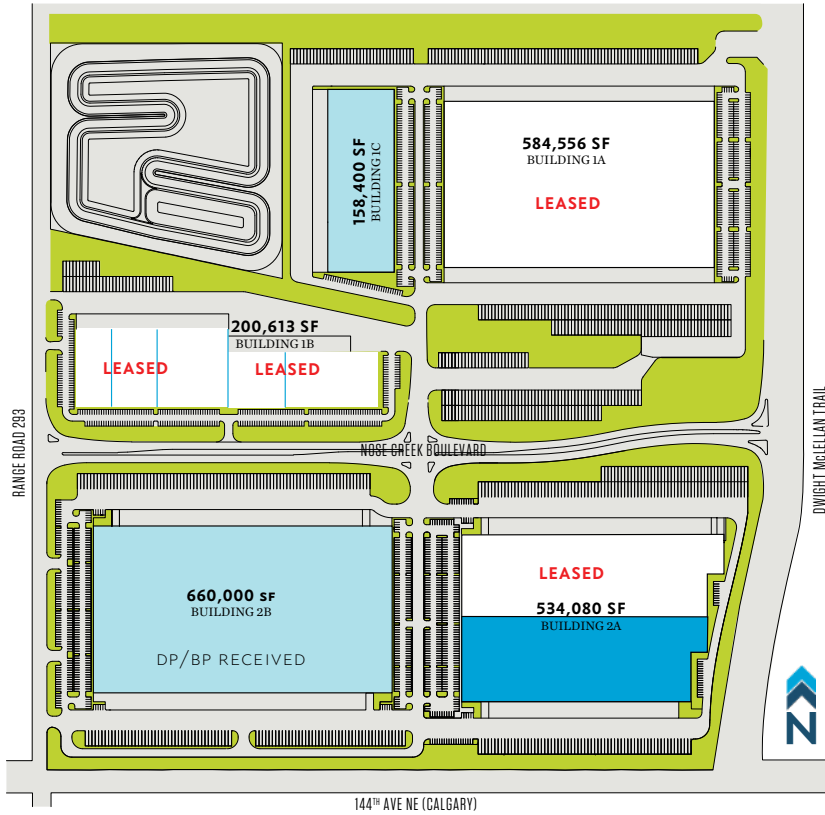 584,556 SF
BUILDING 1A
LEASED
158,400 SF
BUILDING 1C
200,613 SF
BUILDING 1B
LEASED
LEASED
RANGE ROAD 293
NOSE CREEK BOULEVARD
DWIGHT McLELLAN TRAIL
660,000 SF
BUILDING 2B
DP/BP RECEIVED
LEASED
534,080 SF
BUILDING 2A
N
144TH AVE NE (CALGARY)